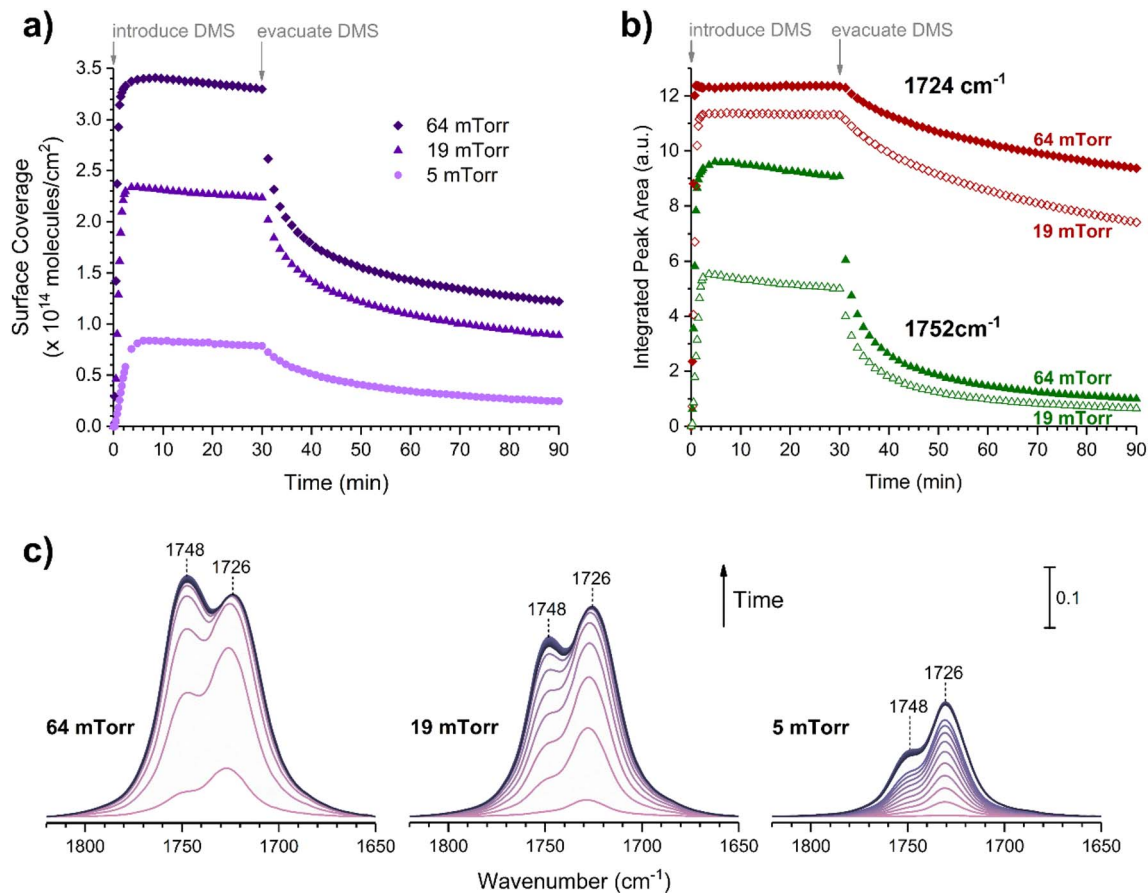 a)
introduce DMS
evacuate DMS
3.5
3.0
2.5
2.0
1.5
1.0
0.5
0.0
Surface Coverage
(x 10¹⁴ molecules/cm²)
64 mTorr
19 mTorr
5 mTorr
0 10 20 30 40 50 60 70 80 90
Time (min)
b)
introduce DMS
evacuate DMS
12
10
8
6
4
2
0
Integrated Peak Area (a.u.)
1724 cm⁻¹
64 mTorr
19 mTorr
1752cm⁻¹
64 mTorr
19 mTorr
0 10 20 30 40 50 60 70 80 90
Time (min)
c)
1748
1726
64 mTorr
1800 1750 1700 1650
1748
1726
19 mTorr
1800 1750 1700 1650
Time
0.1
1748
1726
5 mTorr
1800 1750 1700 1650
Wavenumber (cm⁻¹)